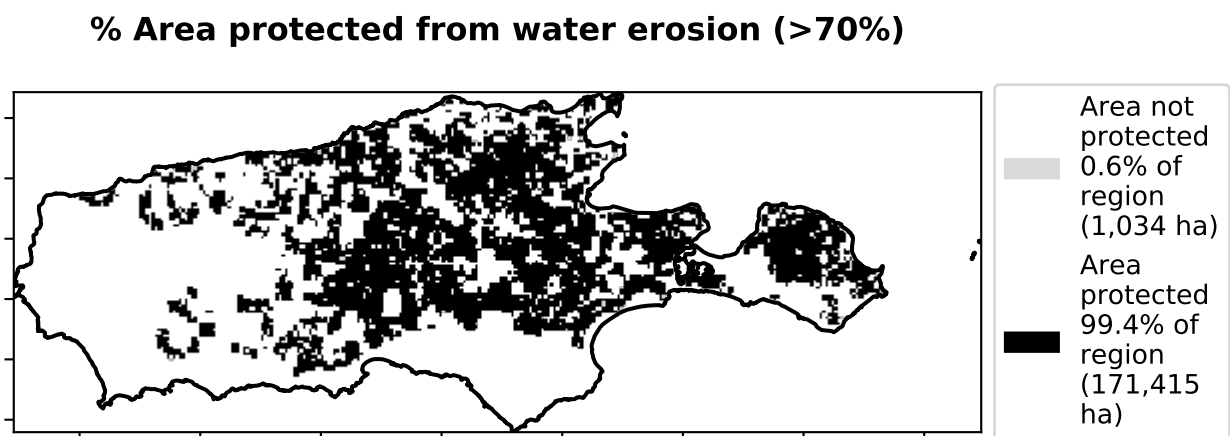 % Area protected from water erosion (>70%)
Area not
protected
0.6% of
region
(1,034 ha)
Area
protected
99.4% of
region
(171,415
ha)